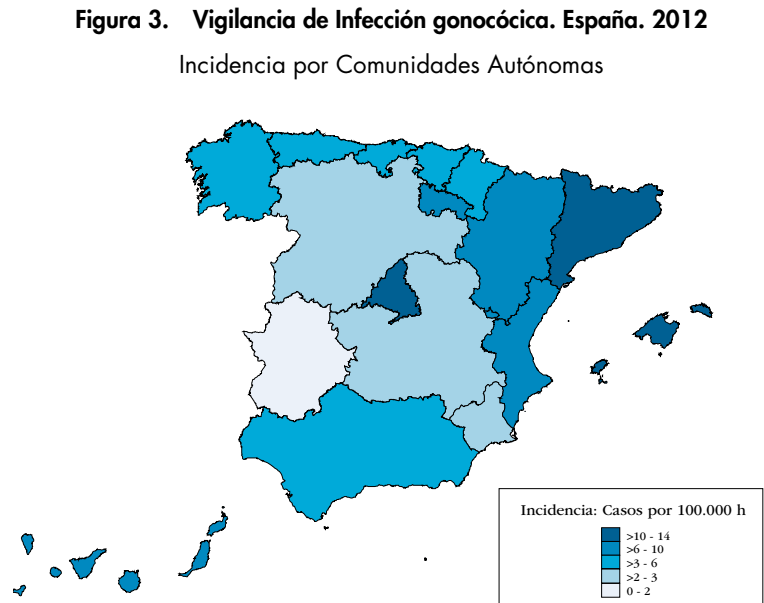 Figura 3. Vigilancia de Infección gonocócica. España. 2012
Incidencia por Comunidades Autónomas
Incidencia: Casos por 100.000 h
>10 - 14
>6 - 10
>3 - 6
>2 - 3
0 - 2